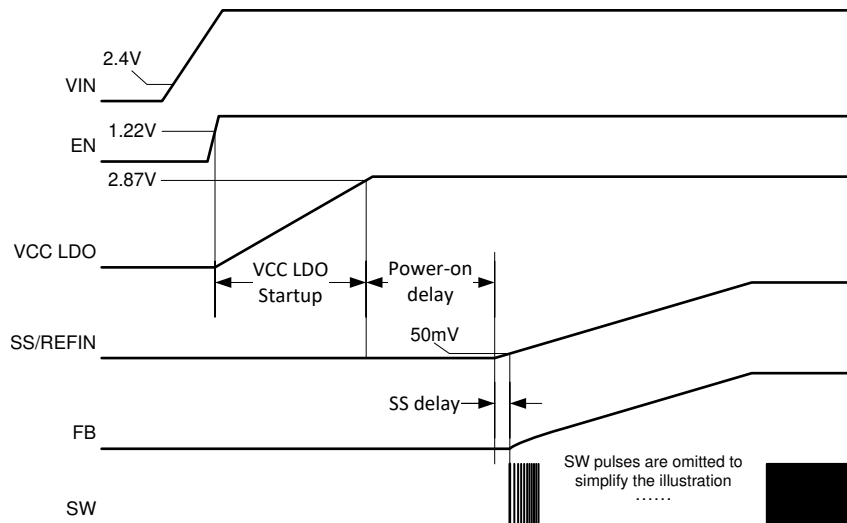 2.4V
VIN
1.22V
EN
2.87V
VCC LDO
VCC LDO
Startup
Power-on
delay
50mV
SS/REFIN
SS delay
FB
SW pulses are omitted to
simplify the illustration
......
SW